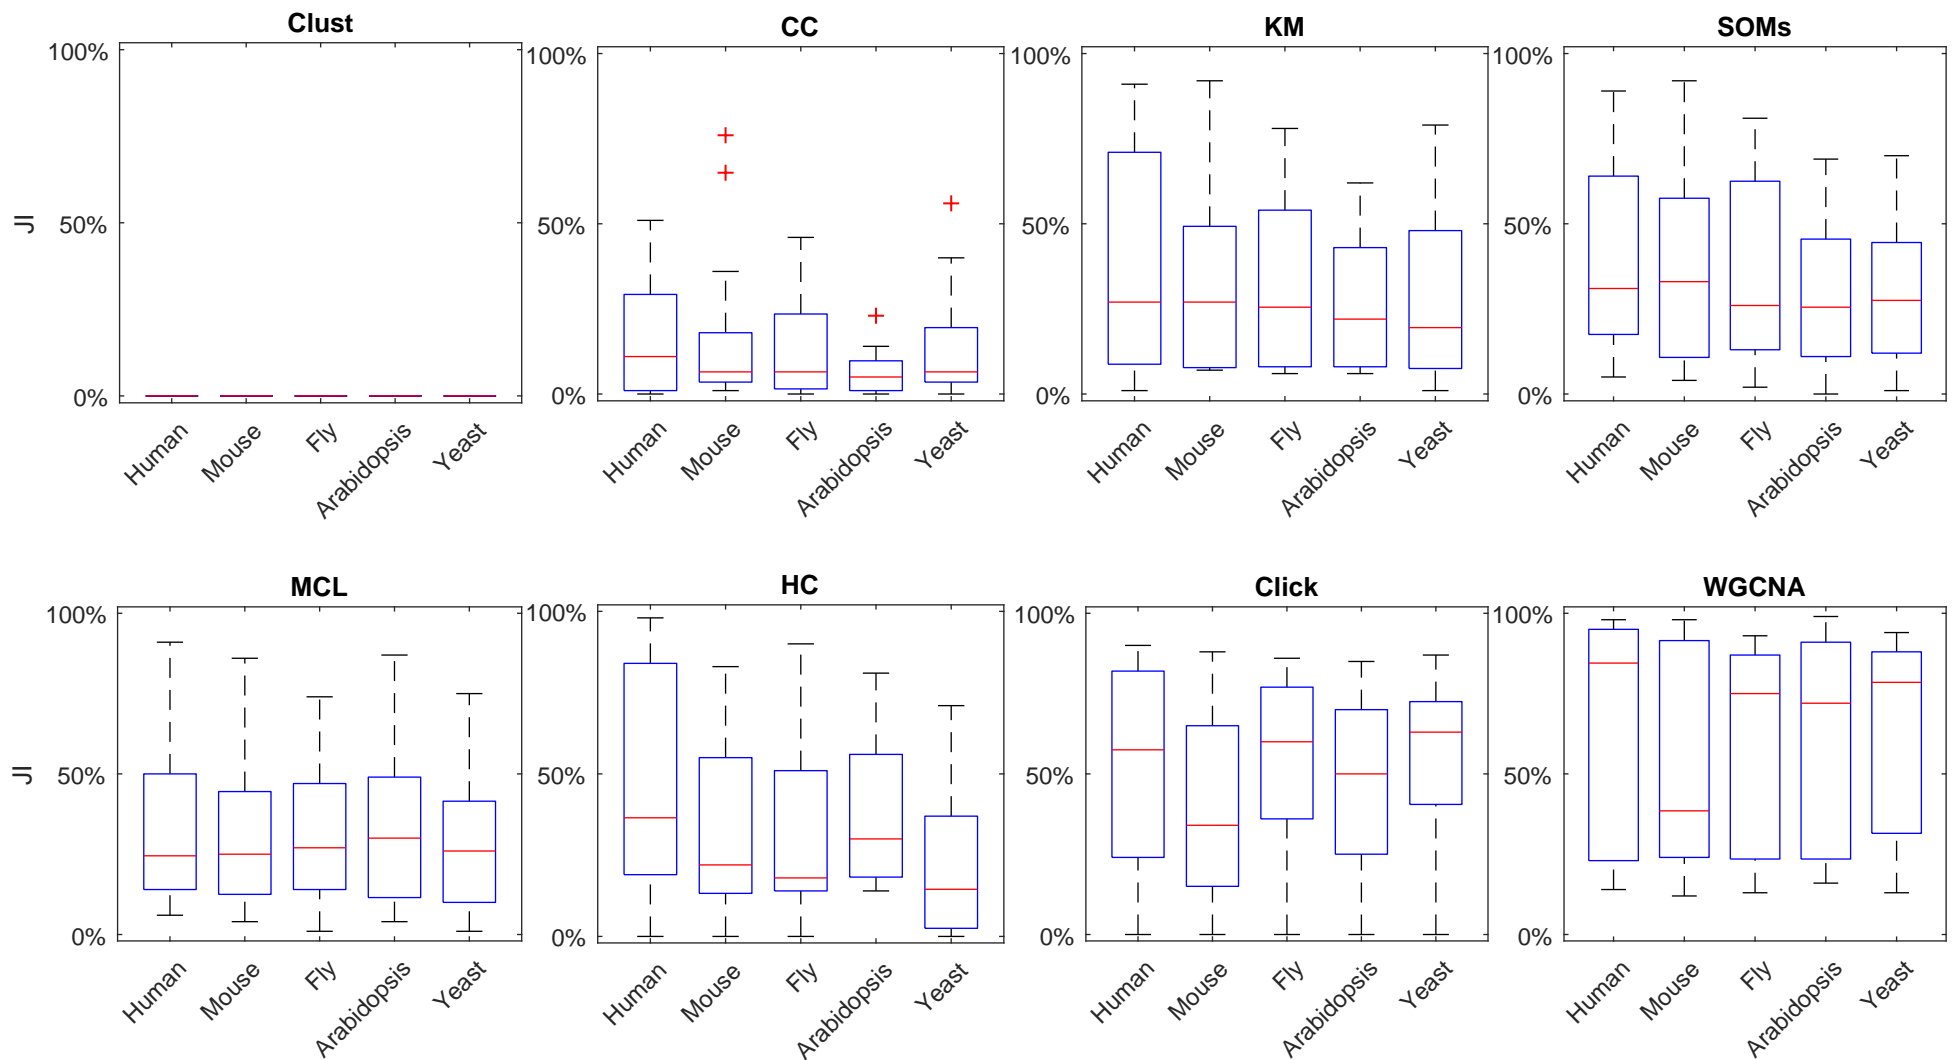 Clust
CC
KM
SOMs
JI
100%
50%
0%
Human
Mouse
Fly
Arabidopsis
Yeast
100%
50%
0%
Human
Mouse
Fly
Arabidopsis
Yeast
100%
50%
0%
Human
Mouse
Fly
Arabidopsis
Yeast
100%
50%
0%
Human
Mouse
Fly
Arabidopsis
Yeast
MCL
HC
Click
WGCNA
JI
100%
50%
0%
Human
Mouse
Fly
Arabidopsis
Yeast
100%
50%
0%
Human
Mouse
Fly
Arabidopsis
Yeast
100%
50%
0%
Human
Mouse
Fly
Arabidopsis
Yeast
100%
50%
0%
Human
Mouse
Fly
Arabidopsis
Yeast